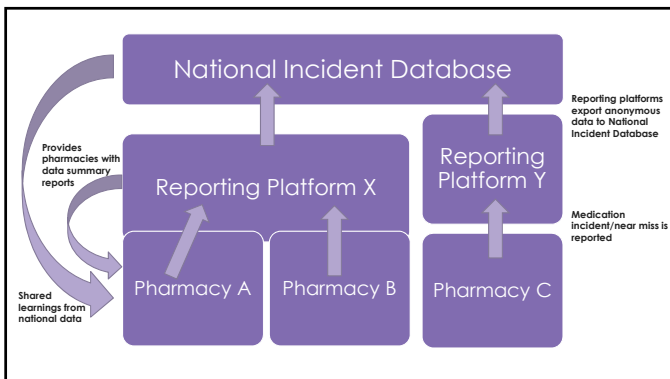 National Incident Database
Reporting platforms
export anonymous
data to National
Incident Database
Provides
pharmacies with
data summary
reports
Reporting Platform X
Reporting
Platform Y
Medication
incident/near miss is
reported
Pharmacy A
Pharmacy B
Pharmacy C
Shared
learnings from
national data